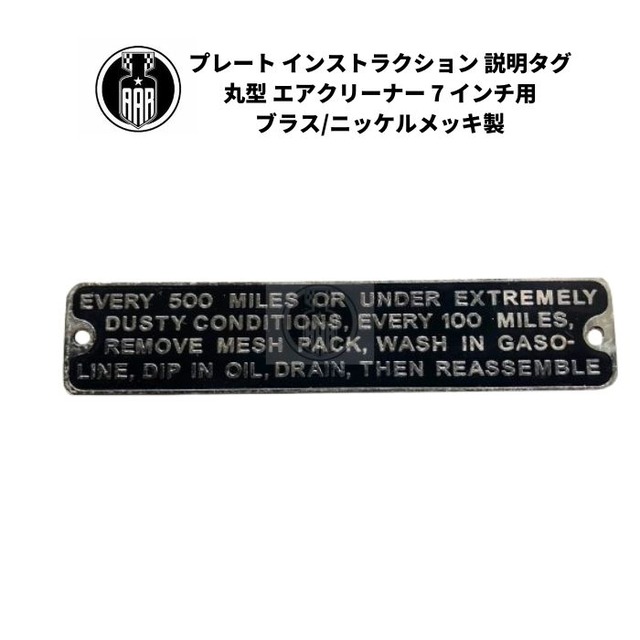 AAA
プレート インストラクション 説明タグ
丸型 エアクリーナー 7 インチ用
ブラス/ニッケルメッキ製
EVERY 500 MILES OR UNDER EXTREMELY
DUSTY CONDITIONS, EVERY 100 MILES,
REMOVE MESH PACK, WASH IN GASO-
LINE, DIP IN OIL, DRAIN, THEN REASSEMBLE